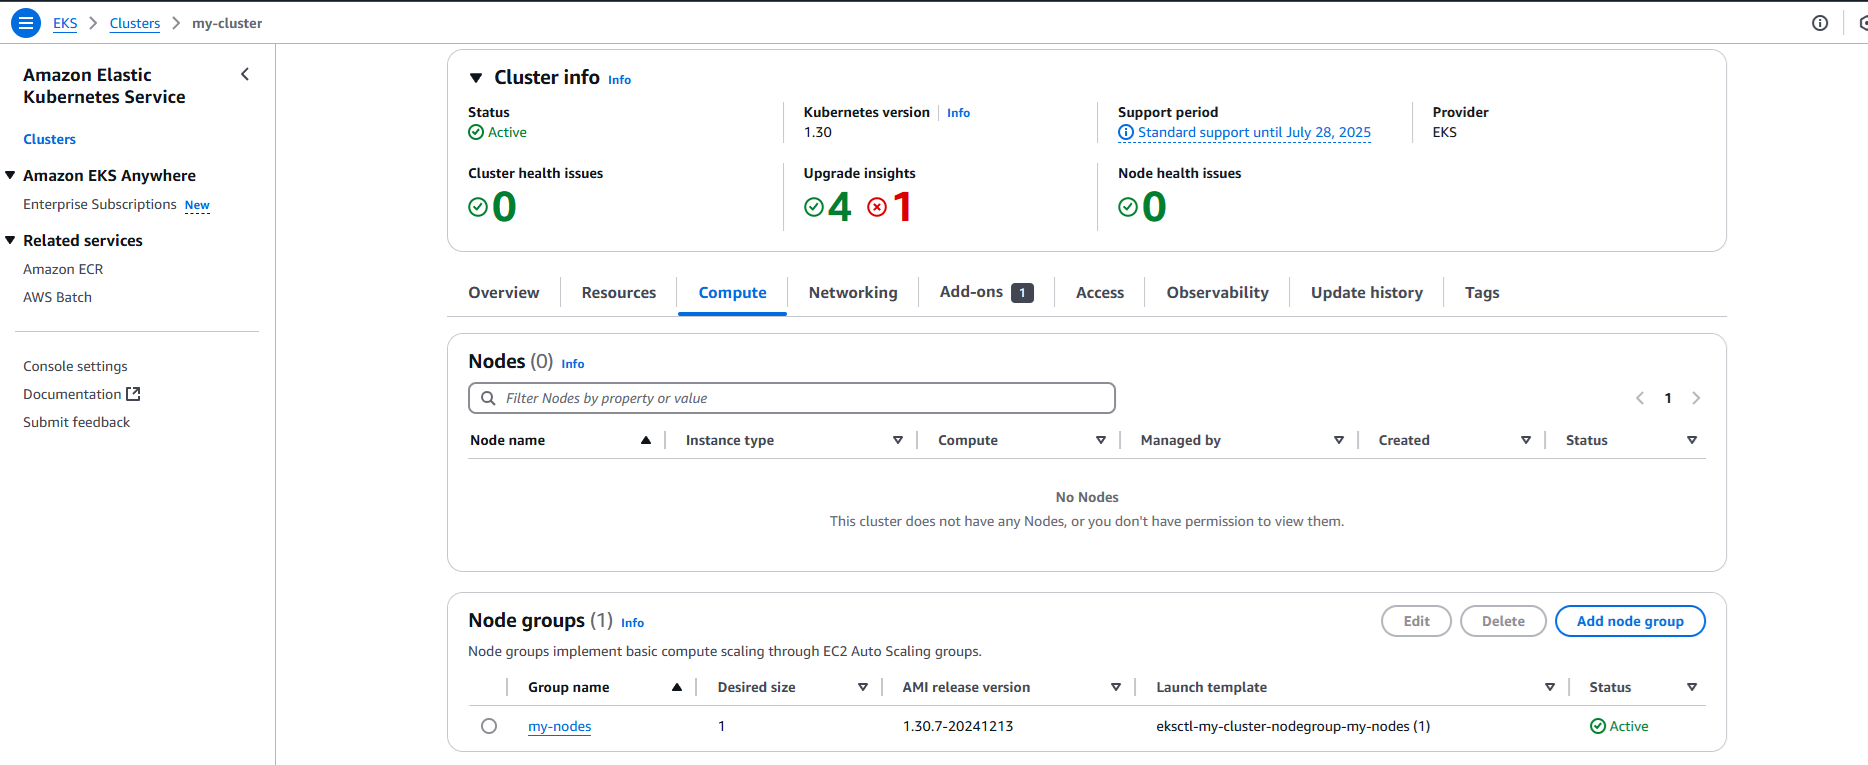 EKS > Clusters > my-cluster
Amazon Elastic
Kubernetes Service
Clusters
Amazon EKS Anywhere
Enterprise Subscriptions New
Related services
Amazon ECR
AWS Batch
Console settings
Documentation
Submit feedback
Cluster info Info
Status Kubernetes version Info Support period Provider
Active 1.30 Standard support until July 28, 2025 EKS
Cluster health issues Upgrade insights Node health issues
0 4 1 0
Overview Resources Compute Networking Add-ons 1 Access Observability Update history Tags
Nodes (0) Info
Filter Nodes by property or value 1
Node name Instance type Compute Managed by Created Status
No Nodes
This cluster does not have any Nodes, or you don't have permission to view them.
Node groups (1) Info Edit Delete Add node group
Node groups implement basic compute scaling through EC2 Auto Scaling groups.
Group name Desired size AMI release version Launch template Status
my-nodes 1 1.30.7-20241213 eksctl-my-cluster-nodegroup-my-nodes (1) Active